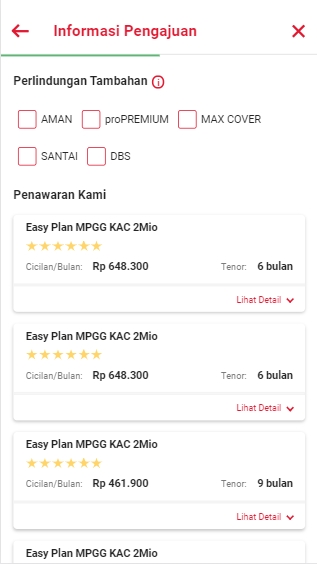 Informasi Pengajuan
Perlindungan Tambahan
AMAN proPREMIUM MAX COVER
SANTAI DBS
Penawaran Kami
Easy Plan MPGG KAC 2Mio
Cicilan/Bulan: Rp 648.300 Tenor: 6 bulan
Lihat Detail
Easy Plan MPGG KAC 2Mio
Cicilan/Bulan: Rp 648.300 Tenor: 6 bulan
Lihat Detail
Easy Plan MPGG KAC 2Mio
Cicilan/Bulan: Rp 461.900 Tenor: 9 bulan
Lihat Detail
Easy Plan MPGG KAC 2Mio